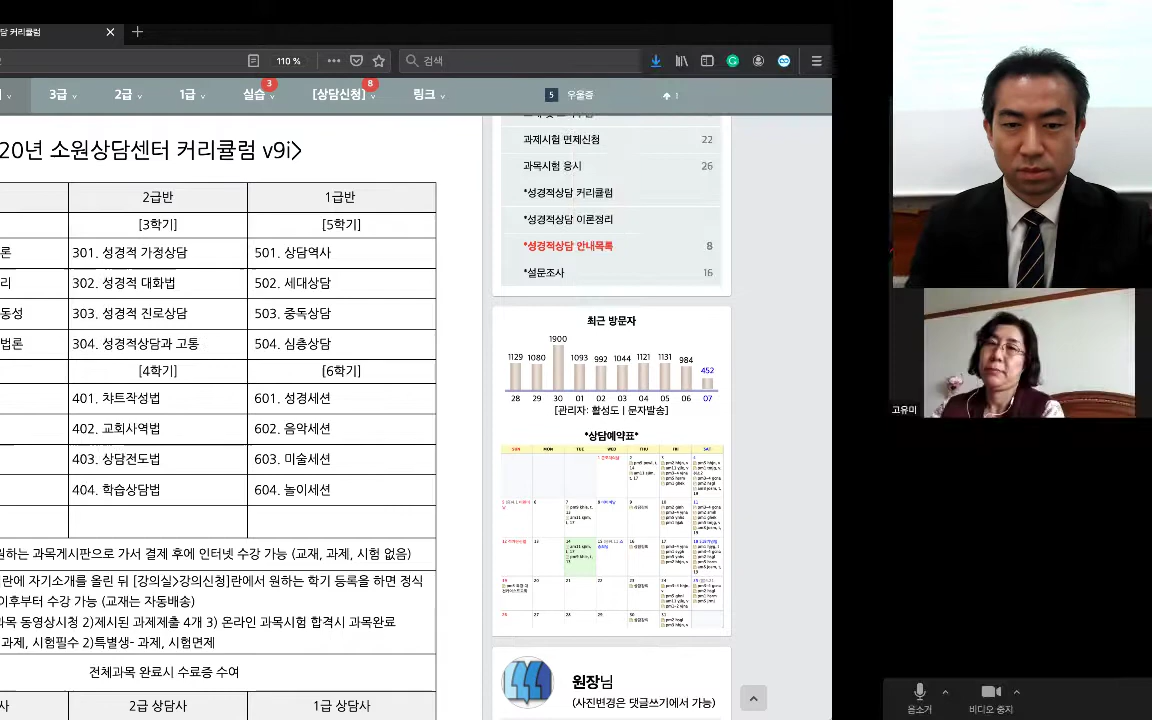 담 커리큘럼
110 %
검색
3급
2급
1급
실습
3
[상담신청]
8
링크
5 우울증
1
20년 소원상담센터 커리큘럼 v9i>
2급반
1급반
[3학기]
[5학기]
론
301. 성경적 가정상담
501. 상담역사
리
302. 성경적 대화법
502. 세대상담
동성
303. 성경적 진로상담
503. 중독상담
법론
304. 성경적상담과 고통
504. 심층상담
[4학기]
[6학기]
401. 챠트작성법
601. 성경세션
402. 교회사역법
602. 음악세션
403. 상담전도법
603. 미술세션
404. 학습상담법
604. 놀이세션
원하는 과목게시판으로 가서 결제 후에 인터넷 수강 가능 (교재, 과제, 시험 없음)
란에 자기소개를 올린 뒤 [강의실>강의신청]란에서 원하는 학기 등록을 하면 정식
이후부터 수강 가능 (교재는 자동배송)
과목 동영상시청 2)제시된 과제제출 4개 3) 온라인 과목시험 합격시 과목완료
과제, 시험필수 2)특별생- 과제, 시험면제
전체과목 완료시 수료증 수여
사
2급 상담사
1급 상담사
과제시험 면제신청 22
과목시험 응시 26
*성경적상담 커리큘럼
*성경적상담 이론정리
*성경적상담 안내목록 8
*설문조사 16
최근 방문자
1129 1080 1900 1093 992 1044 1121 1131 984 452
28 29 30 01 02 03 04 05 06 07
[관리자: 활성도 | 문자발송]
*상담예약표*
SUN MON TUE WED THU FRI SAT
원장님
(사진변경은 댓글쓰기에서 가능)
고유미
음소거
비디오 중지